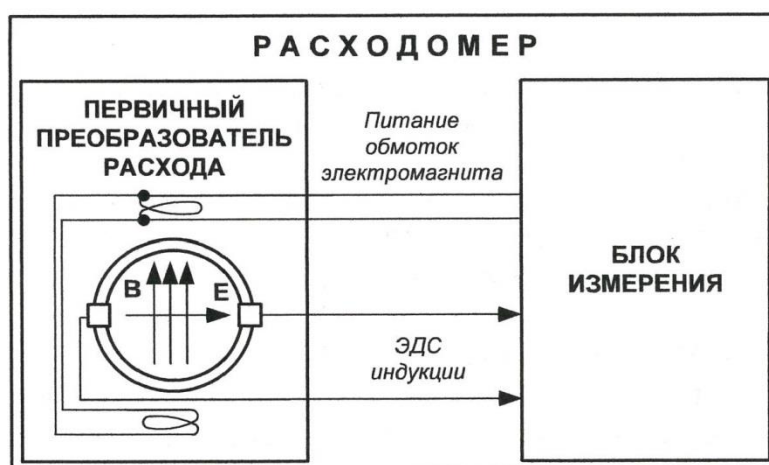 РАСХОДОМЕР
ПЕРВИЧНЫЙ
ПРЕОБРАЗОВАТЕЛЬ
РАСХОДА
Питание
обмоток
электромагнита
B
E
БЛОК
ИЗМЕРЕНИЯ
ЭДС
индукции